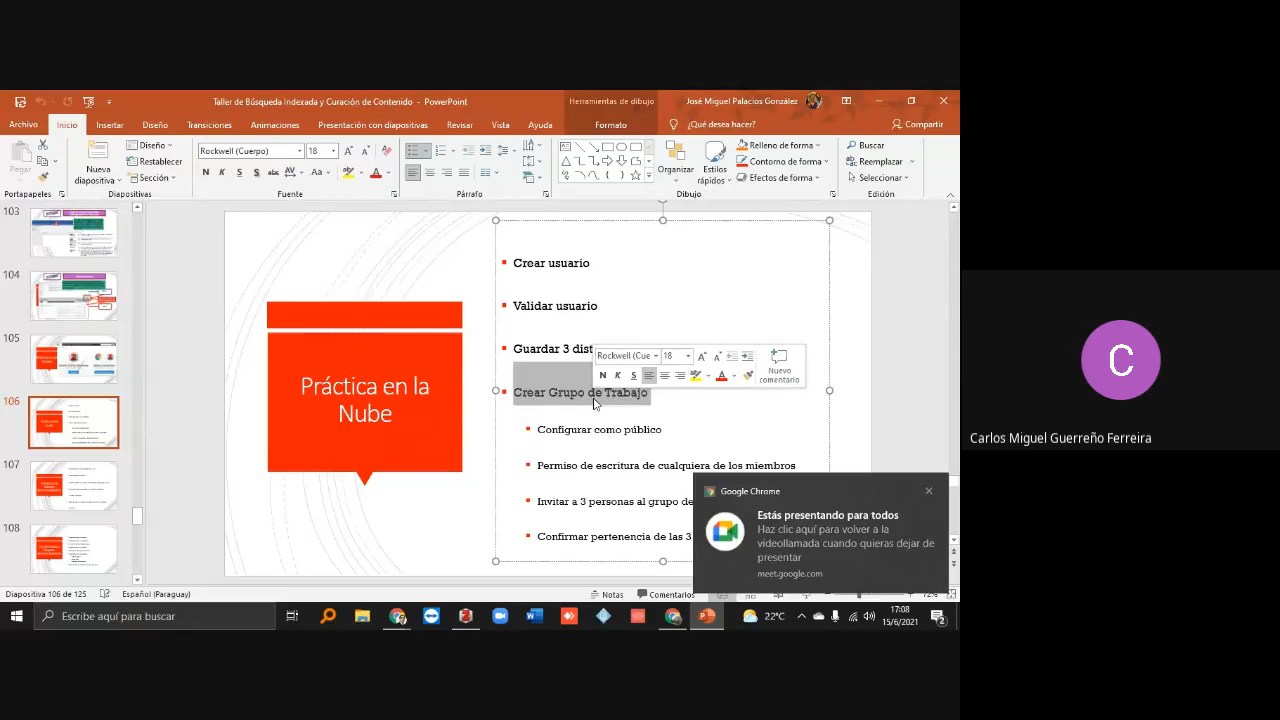 Taller de Búsqueda Indexada y Curación de Contenido - PowerPoint
Herramientas de dibujo
José Miguel Palacios González
Archivo Inicio Insertar Diseño Transiciones Animaciones Presentación con diapositivas Revisar Vista Ayuda Formato ¿Qué desea hacer? Compartir
Pegar
Nueva diapositiva
Diseño
Restablecer
Sección
Rockwell (Cuerpo) 18
N K S S abc AV Aa A
Organizar
Estilos rápidos
Relleno de forma
Contorno de forma
Efectos de forma
Buscar
Reemplazar
Seleccionar
Portapapeles Diapositivas Fuente Párrafo Dibujo Edición
103
104
105
106
107
108
Práctica en la
Nube
Crear usuario
Validar usuario
Guardar 3 dist
Rockwell (Cue 18
N K S
Nuevo
comentario
Crear Grupo de Trabajo
Configurar como público
Permiso de escritura de cualquiera de los miembros
Invitar a 3 personas al grupo de
Confirmar pertenencia de las 3
Google Chrome
Estás presentando para todos
Haz clic aquí para volver a la
videollamada cuando quieras dejar de
presentar
meet.google.com
Diapositiva 106 de 125 Español (Paraguay) Notas Comentarios 72%
Escribe aquí para buscar
22°C
17:08
15/6/2021
2
C
Carlos Miguel Guerreño Ferreira